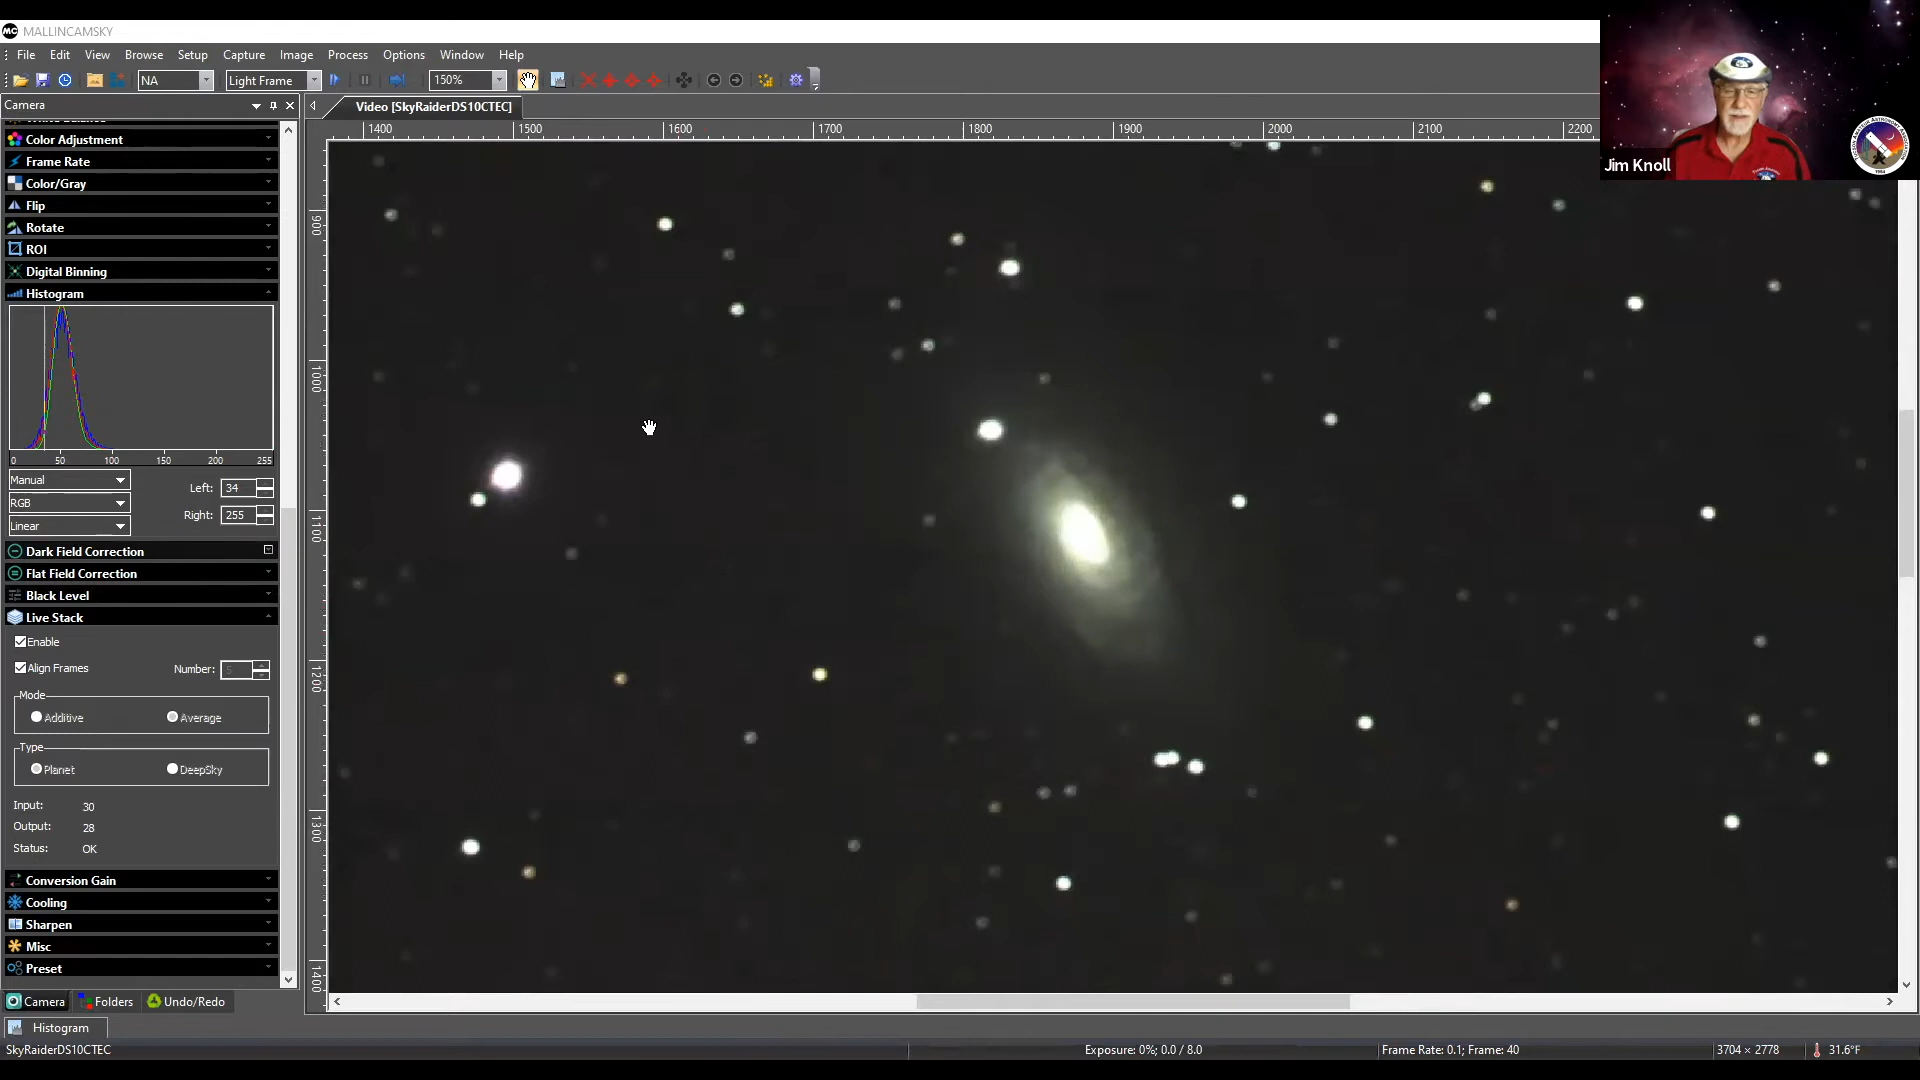 MALLINCAMSKY
File Edit View Browse Setup Capture Image Process Options Window Help
NA Light Frame 150%
Camera
Video [SkyRaiderDS10CTEC]
1400 1500 1600 1700 1800 1900 2000 2100 2200
Jim Knoll
Color Adjustment
Frame Rate
Color/Gray
Flip
Rotate
ROI
Digital Binning
Histogram
0 50 100 150 200 255
Manual
Left: 34
RGB
Right: 255
Linear
Dark Field Correction
Flat Field Correction
Black Level
Live Stack
Enable
Align Frames Number: 5
Mode
Additive Average
Type
Planet DeepSky
Input: 30
Output: 28
Status: OK
Conversion Gain
Cooling
Sharpen
Misc
Preset
900
1000
1100
1200
1300
1400
Camera Folders Undo/Redo
Histogram
SkyRaiderDS10CTEC Exposure: 0%; 0.0 / 8.0 Frame Rate: 0.1; Frame: 40 3704 × 2778 31.6°F